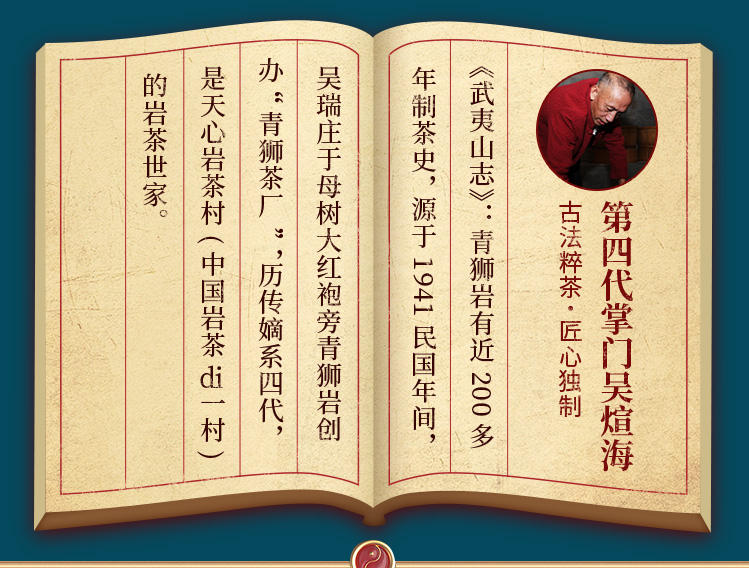 第四代掌门吴煊海
古法粹茶·匠心独制
《武夷山志》：青狮岩有近200多
年制茶史，源于1941民国年间，
吴瑞庄于母树大红袍旁青狮岩创
办“青狮茶厂”，历传嫡系四代，
是天心岩茶村(中国岩茶di一村)
的岩茶世家。